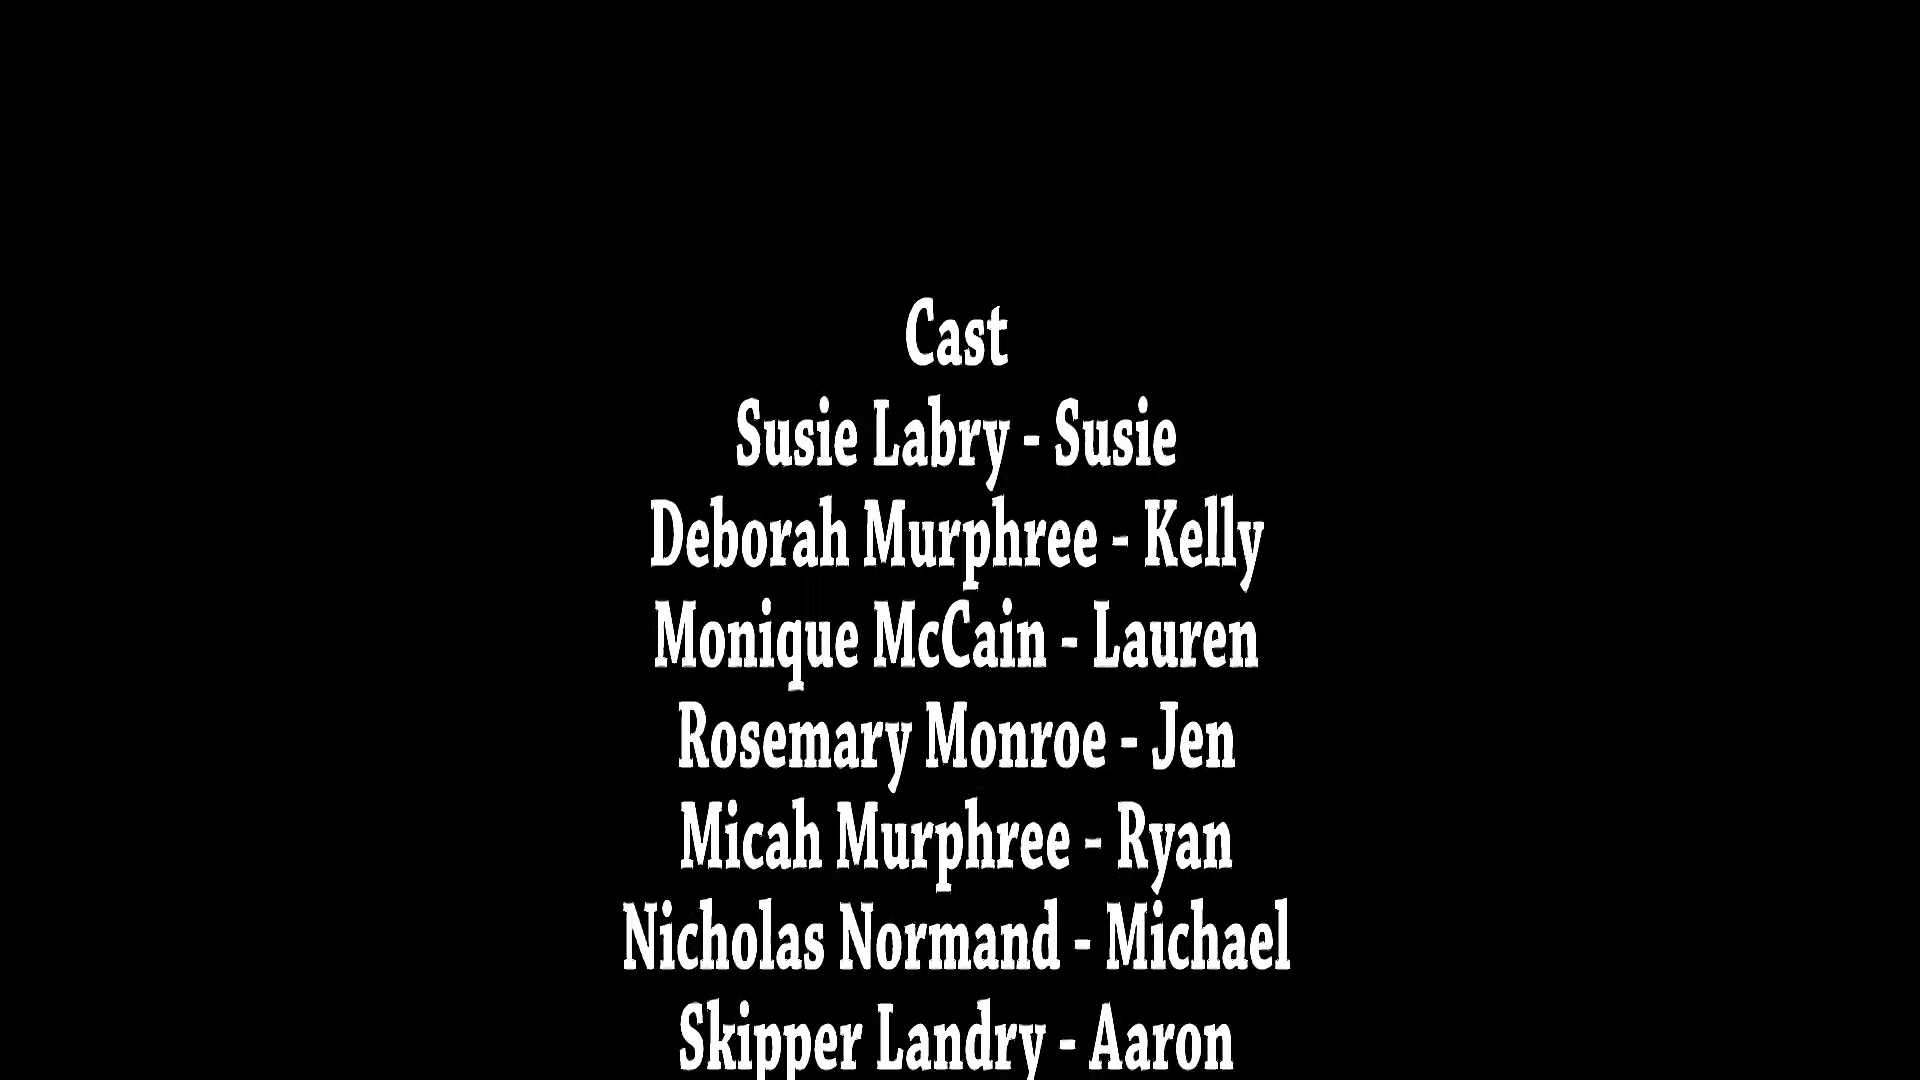 Cast
Susie Labry - Susie
Deborah Murphree - Kelly
Monique McCain - Lauren
Rosemary Monroe - Jen
Micah Murphree - Ryan
Nicholas Normand - Michael
Skipper Landry - Aaron